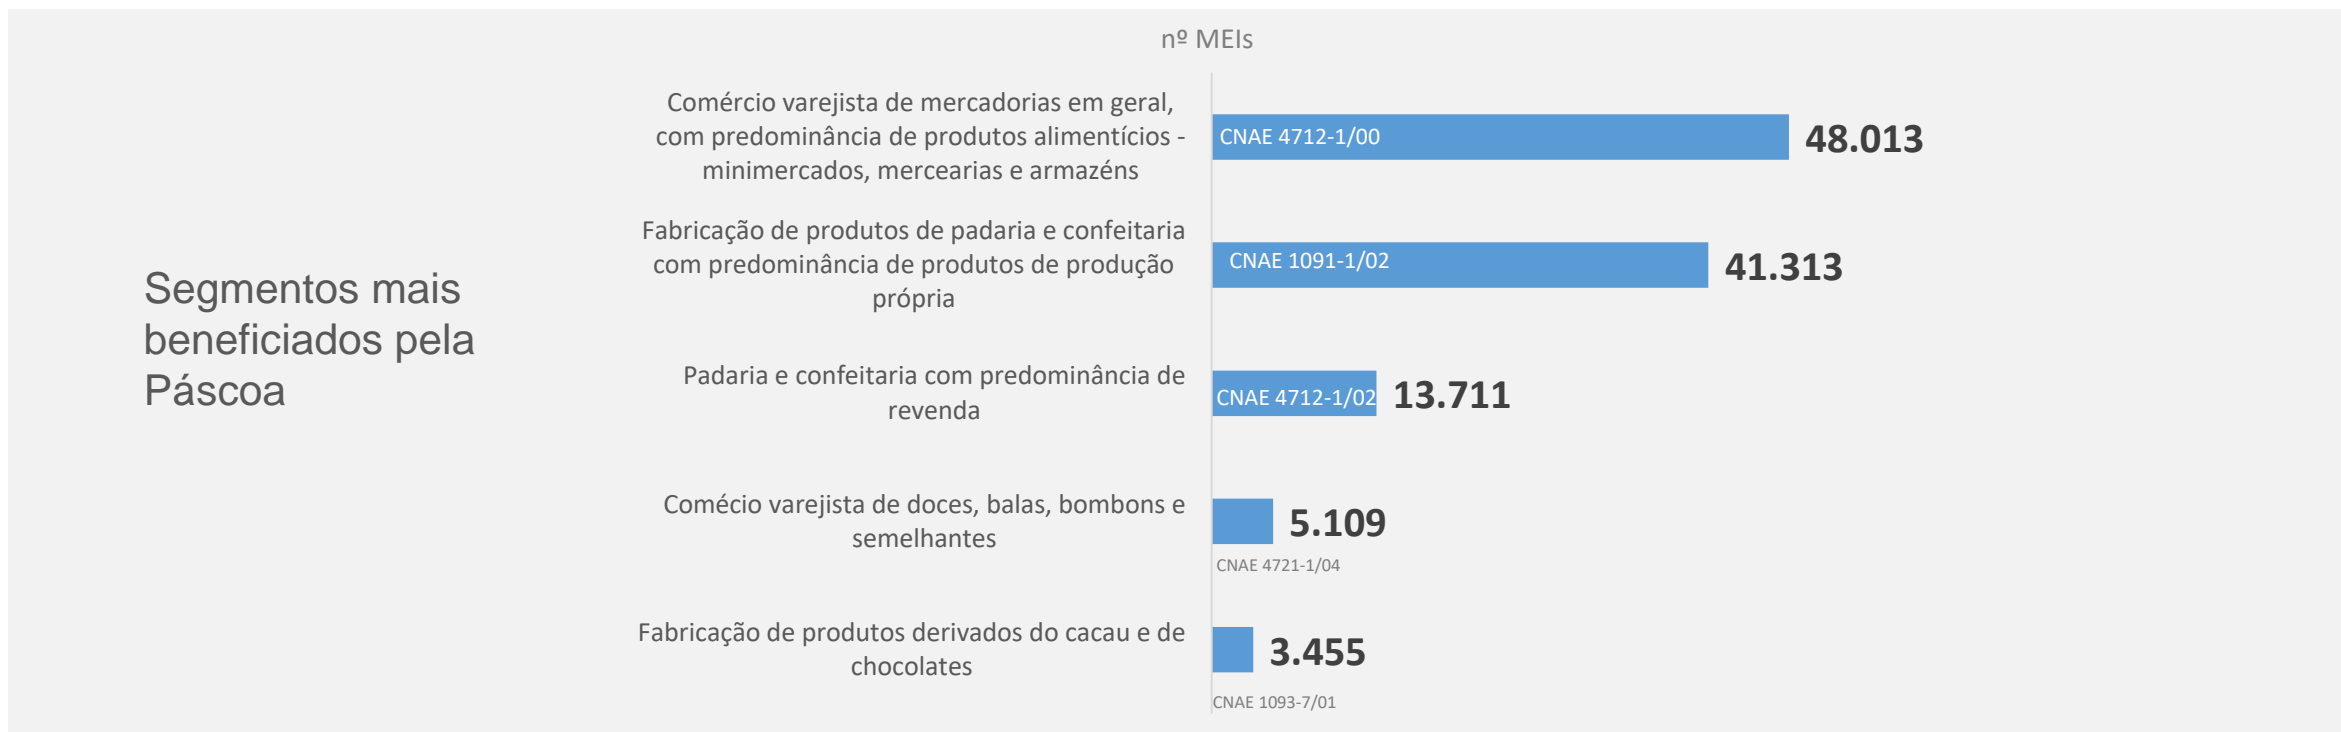 nº MEIs
Segmentos mais
beneficiados pela
Páscoa
Comércio varejista de mercadorias em geral,
com predominância de produtos alimentícios -
minimercados, mercearias e armazéns
CNAE 4712-1/00
48.013
Fabricação de produtos de padaria e confeitaria
com predominância de produtos de produção
própria
CNAE 1091-1/02
41.313
Padaria e confeitaria com predominância de
revenda
CNAE 4712-1/02
13.711
Comécio varejista de doces, balas, bombons e
semelhantes
5.109
CNAE 4721-1/04
Fabricação de produtos derivados do cacau e de
chocolates
3.455
CNAE 1093-7/01